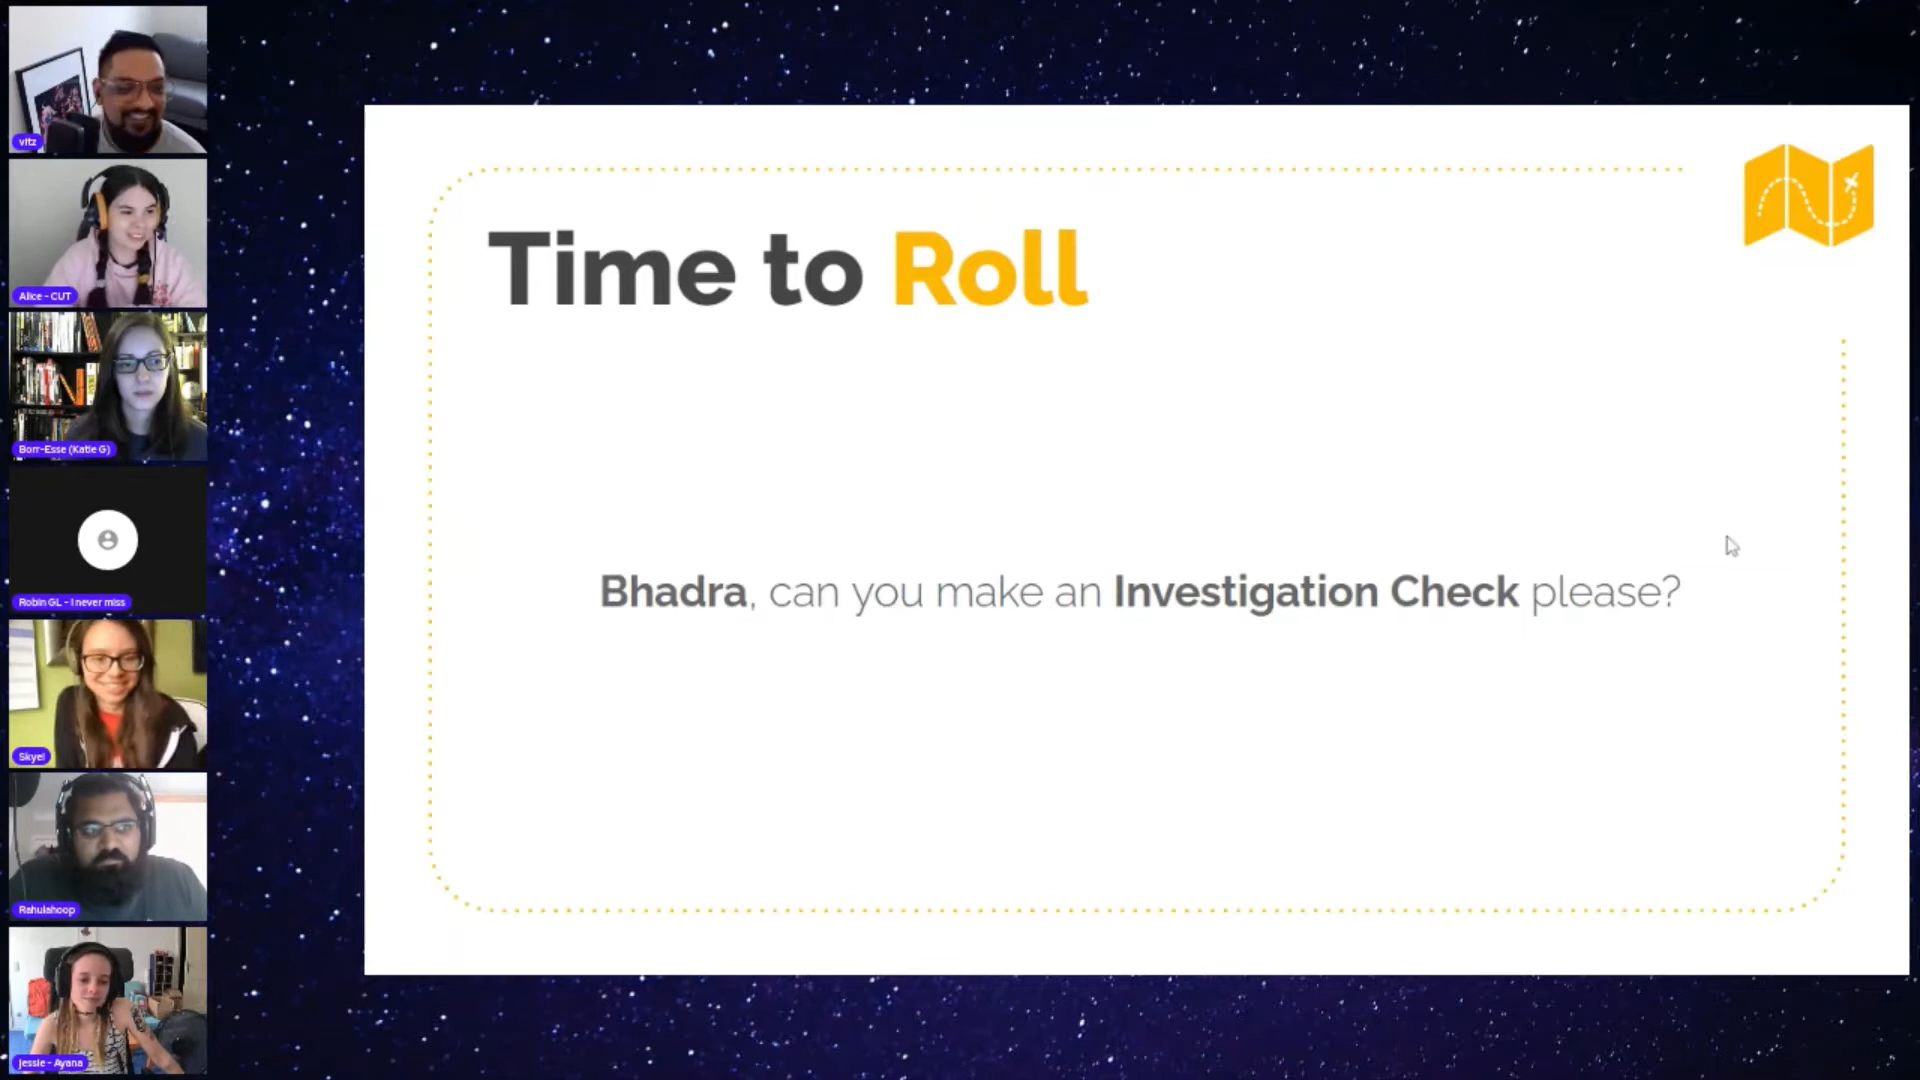 vitz
Alice - CUT
Borr-Esse (Katie G)
Robin GL - I never miss
Skyel
Rahulahoop
Jessie - Ayana
Time to Roll
Bhadra, can you make an Investigation Check please?